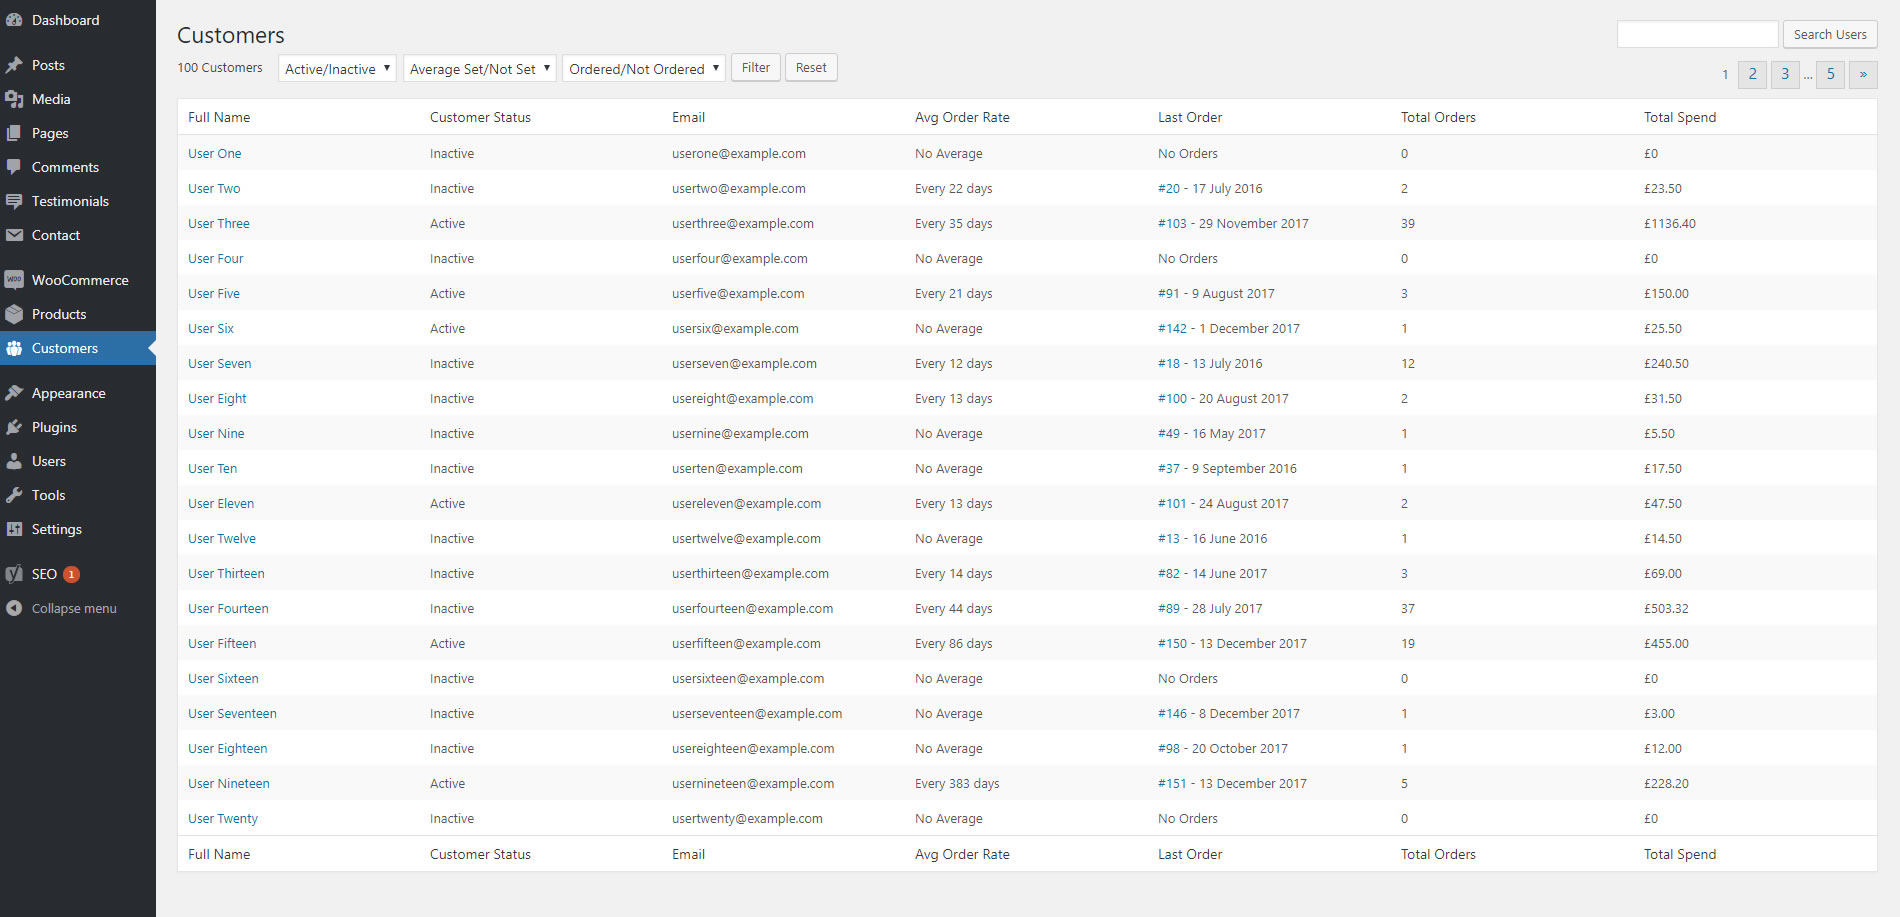 Dashboard
Posts
Media
Pages
Comments
Testimonials
Contact
WOO WooCommerce
Products
Customers
Appearance
Plugins
Users
Tools
Settings
SEO 1
Collapse menu
Customers
Search Users
100 Customers Active/Inactive Average Set/Not Set Ordered/Not Ordered Filter Reset
1 2 3 ... 5 »
Full Name Customer Status Email Avg Order Rate Last Order Total Orders Total Spend
User One Inactive userone@example.com No Average No Orders 0 £0
User Two Inactive usertwo@example.com Every 22 days #20 - 17 July 2016 2 £23.50
User Three Active userthree@example.com Every 35 days #103 - 29 November 2017 39 £1136.40
User Four Inactive userfour@example.com No Average No Orders 0 £0
User Five Active userfive@example.com Every 21 days #91 - 9 August 2017 3 £150.00
User Six Active usersix@example.com No Average #142 - 1 December 2017 1 £25.50
User Seven Inactive userseven@example.com Every 12 days #18 - 13 July 2016 12 £240.50
User Eight Inactive usereight@example.com Every 13 days #100 - 20 August 2017 2 £31.50
User Nine Inactive usernine@example.com No Average #49 - 16 May 2017 1 £5.50
User Ten Inactive userten@example.com No Average #37 - 9 September 2016 1 £17.50
User Eleven Active usereleven@example.com Every 13 days #101 - 24 August 2017 2 £47.50
User Twelve Inactive usertwelve@example.com No Average #13 - 16 June 2016 1 £14.50
User Thirteen Inactive userthirteen@example.com Every 14 days #82 - 14 June 2017 3 £69.00
User Fourteen Inactive userfourteen@example.com Every 44 days #89 - 28 July 2017 37 £503.32
User Fifteen Active userfifteen@example.com Every 86 days #150 - 13 December 2017 19 £455.00
User Sixteen Inactive usersixteen@example.com No Average No Orders 0 £0
User Seventeen Inactive userseventeen@example.com No Average #146 - 8 December 2017 1 £3.00
User Eighteen Inactive usereighteen@example.com No Average #98 - 20 October 2017 1 £12.00
User Nineteen Active usernineteen@example.com Every 383 days #151 - 13 December 2017 5 £228.20
User Twenty Inactive usertwenty@example.com No Average No Orders 0 £0
Full Name Customer Status Email Avg Order Rate Last Order Total Orders Total Spend